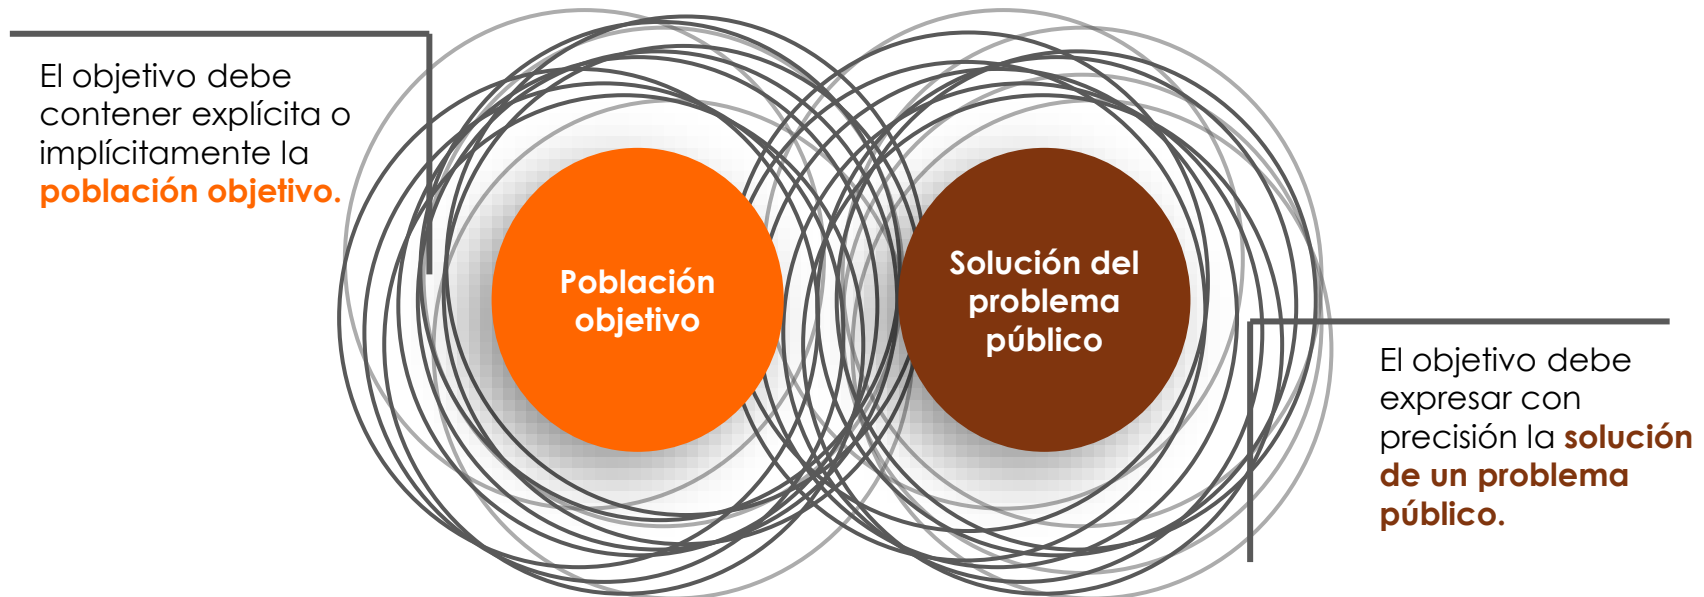 El objetivo debe
contener explícita o
implícitamente la
población objetivo.
Población
objetivo
Solución del
problema
público
El objetivo debe
expresar con
precisión la solución
de un problema
público.